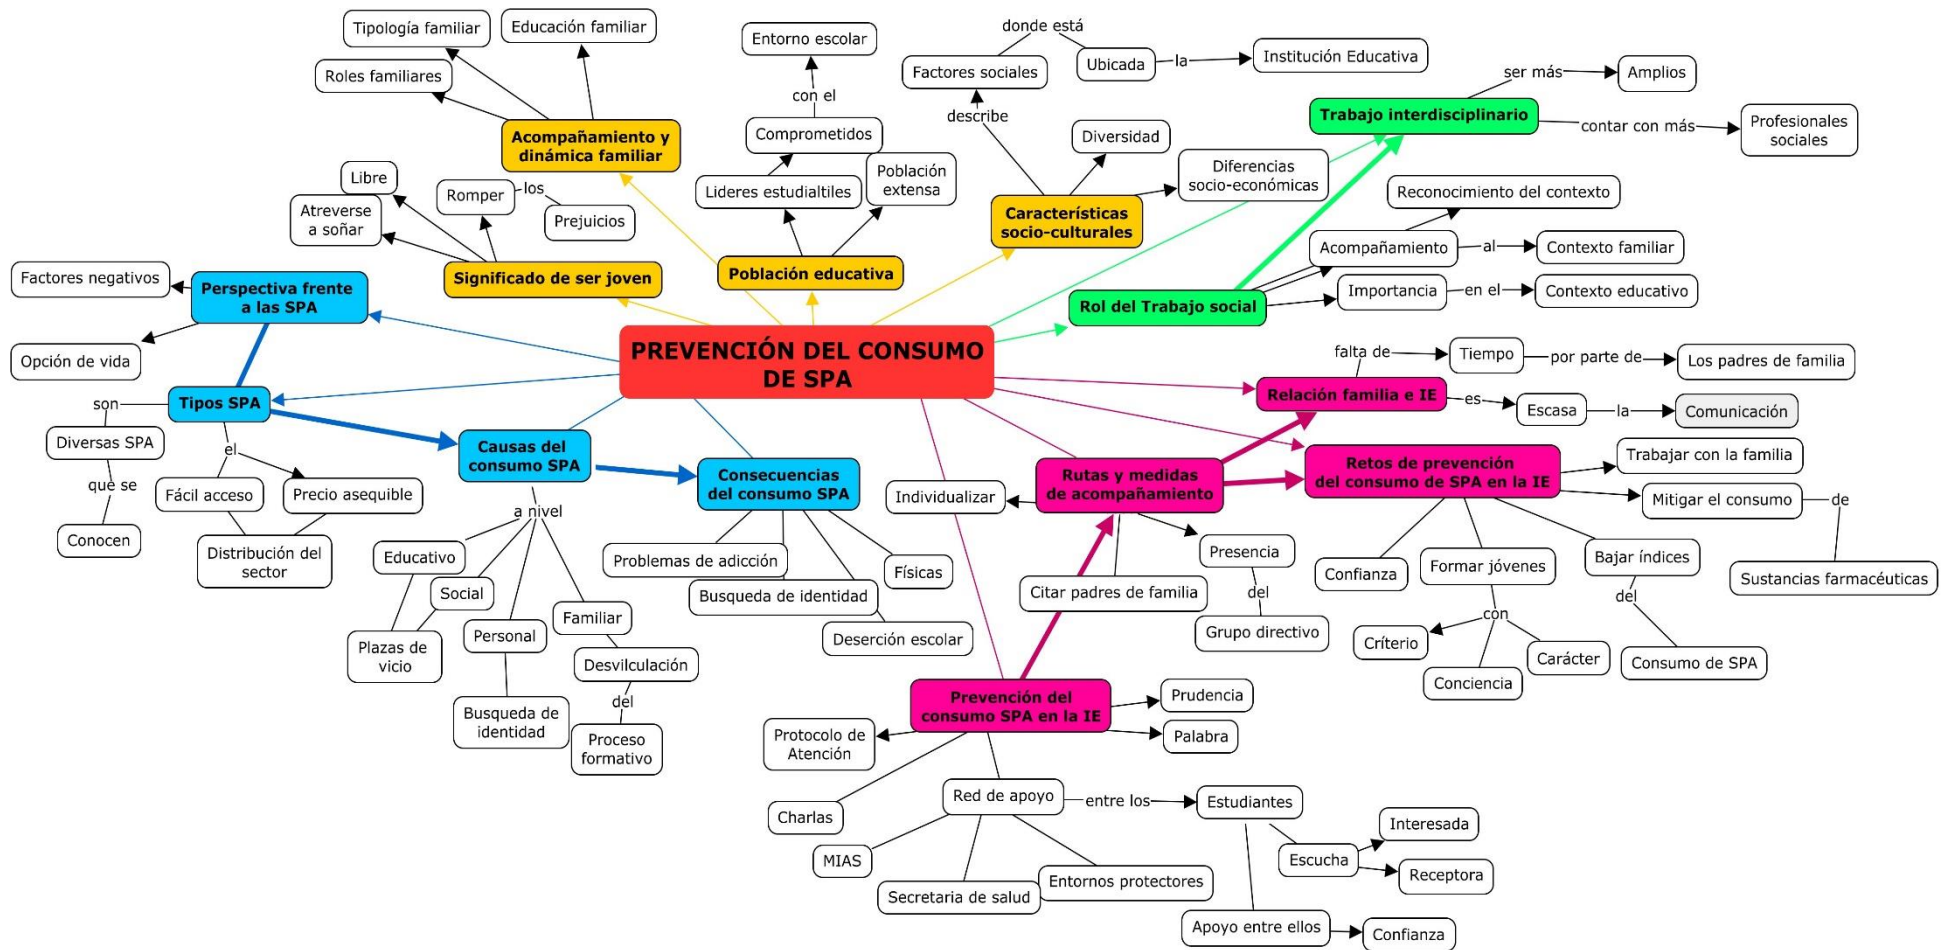 Tipología familiar
Educación familiar
Roles familiares
Acompañamiento y
dinámica familiar
Entorno escolar
con el
Comprometidos
Lideres estudialtiles
Población
extensa
Población educativa
donde está
Factores sociales
Ubicada
la
Institución Educativa
describe
Diversidad
Diferencias
socio-económicas
Características
socio-culturales
ser más
Amplios
Trabajo interdisciplinario
contar con más
Profesionales
sociales
Reconocimiento del contexto
Acompañamiento
al
Contexto familiar
Rol del Trabajo social
Importancia
en el
Contexto educativo
Libre
Romper
los
Prejuicios
Atreverse
a soñar
Significado de ser joven
Factores negativos
Perspectiva frente
a las SPA
Opción de vida
PREVENCIÓN DEL CONSUMO
DE SPA
Tipos SPA
son
Diversas SPA
que se
Conocen
el
Fácil acceso
Precio asequible
Distribución del
sector
Causas del
consumo SPA
a nivel
Educativo
Social
Plazas de
vicio
Personal
Busqueda de
identidad
Familiar
Desvilculación
del
Proceso
formativo
Consecuencias
del consumo SPA
Problemas de adicción
Busqueda de identidad
Físicas
Deserción escolar
falta de
Tiempo
por parte de
Los padres de familia
Relación familia e IE
es
Escasa
la
Comunicación
Rutas y medidas
de acompañamiento
Individualizar
Citar padres de familia
Presencia
del
Grupo directivo
Retos de prevención
del consumo de SPA en la IE
Trabajar con la familia
Mitigar el consumo
de
Sustancias farmacéuticas
Confianza
Formar jóvenes
con
Críterio
Conciencia
Carácter
Bajar índices
del
Consumo de SPA
Prevención del
consumo SPA en la IE
Prudencia
Palabra
Protocolo de
Atención
Charlas
Red de apoyo
entre los
Estudiantes
MIAS
Secretaria de salud
Entornos protectores
Escucha
Interesada
Receptora
Apoyo entre ellos
Confianza